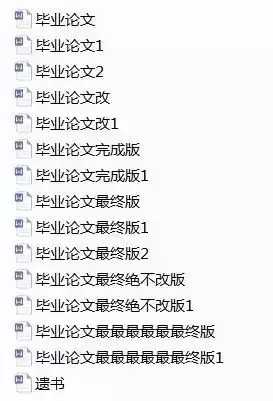 毕业论文
毕业论文1
毕业论文2
毕业论文改
毕业论文改1
毕业论文完成版
毕业论文完成版1
毕业论文最终版
毕业论文最终版1
毕业论文最终版2
毕业论文最终绝不改版
毕业论文最终绝不改版1
毕业论文最最最最最最终版
毕业论文最最最最最最终版1
遗书